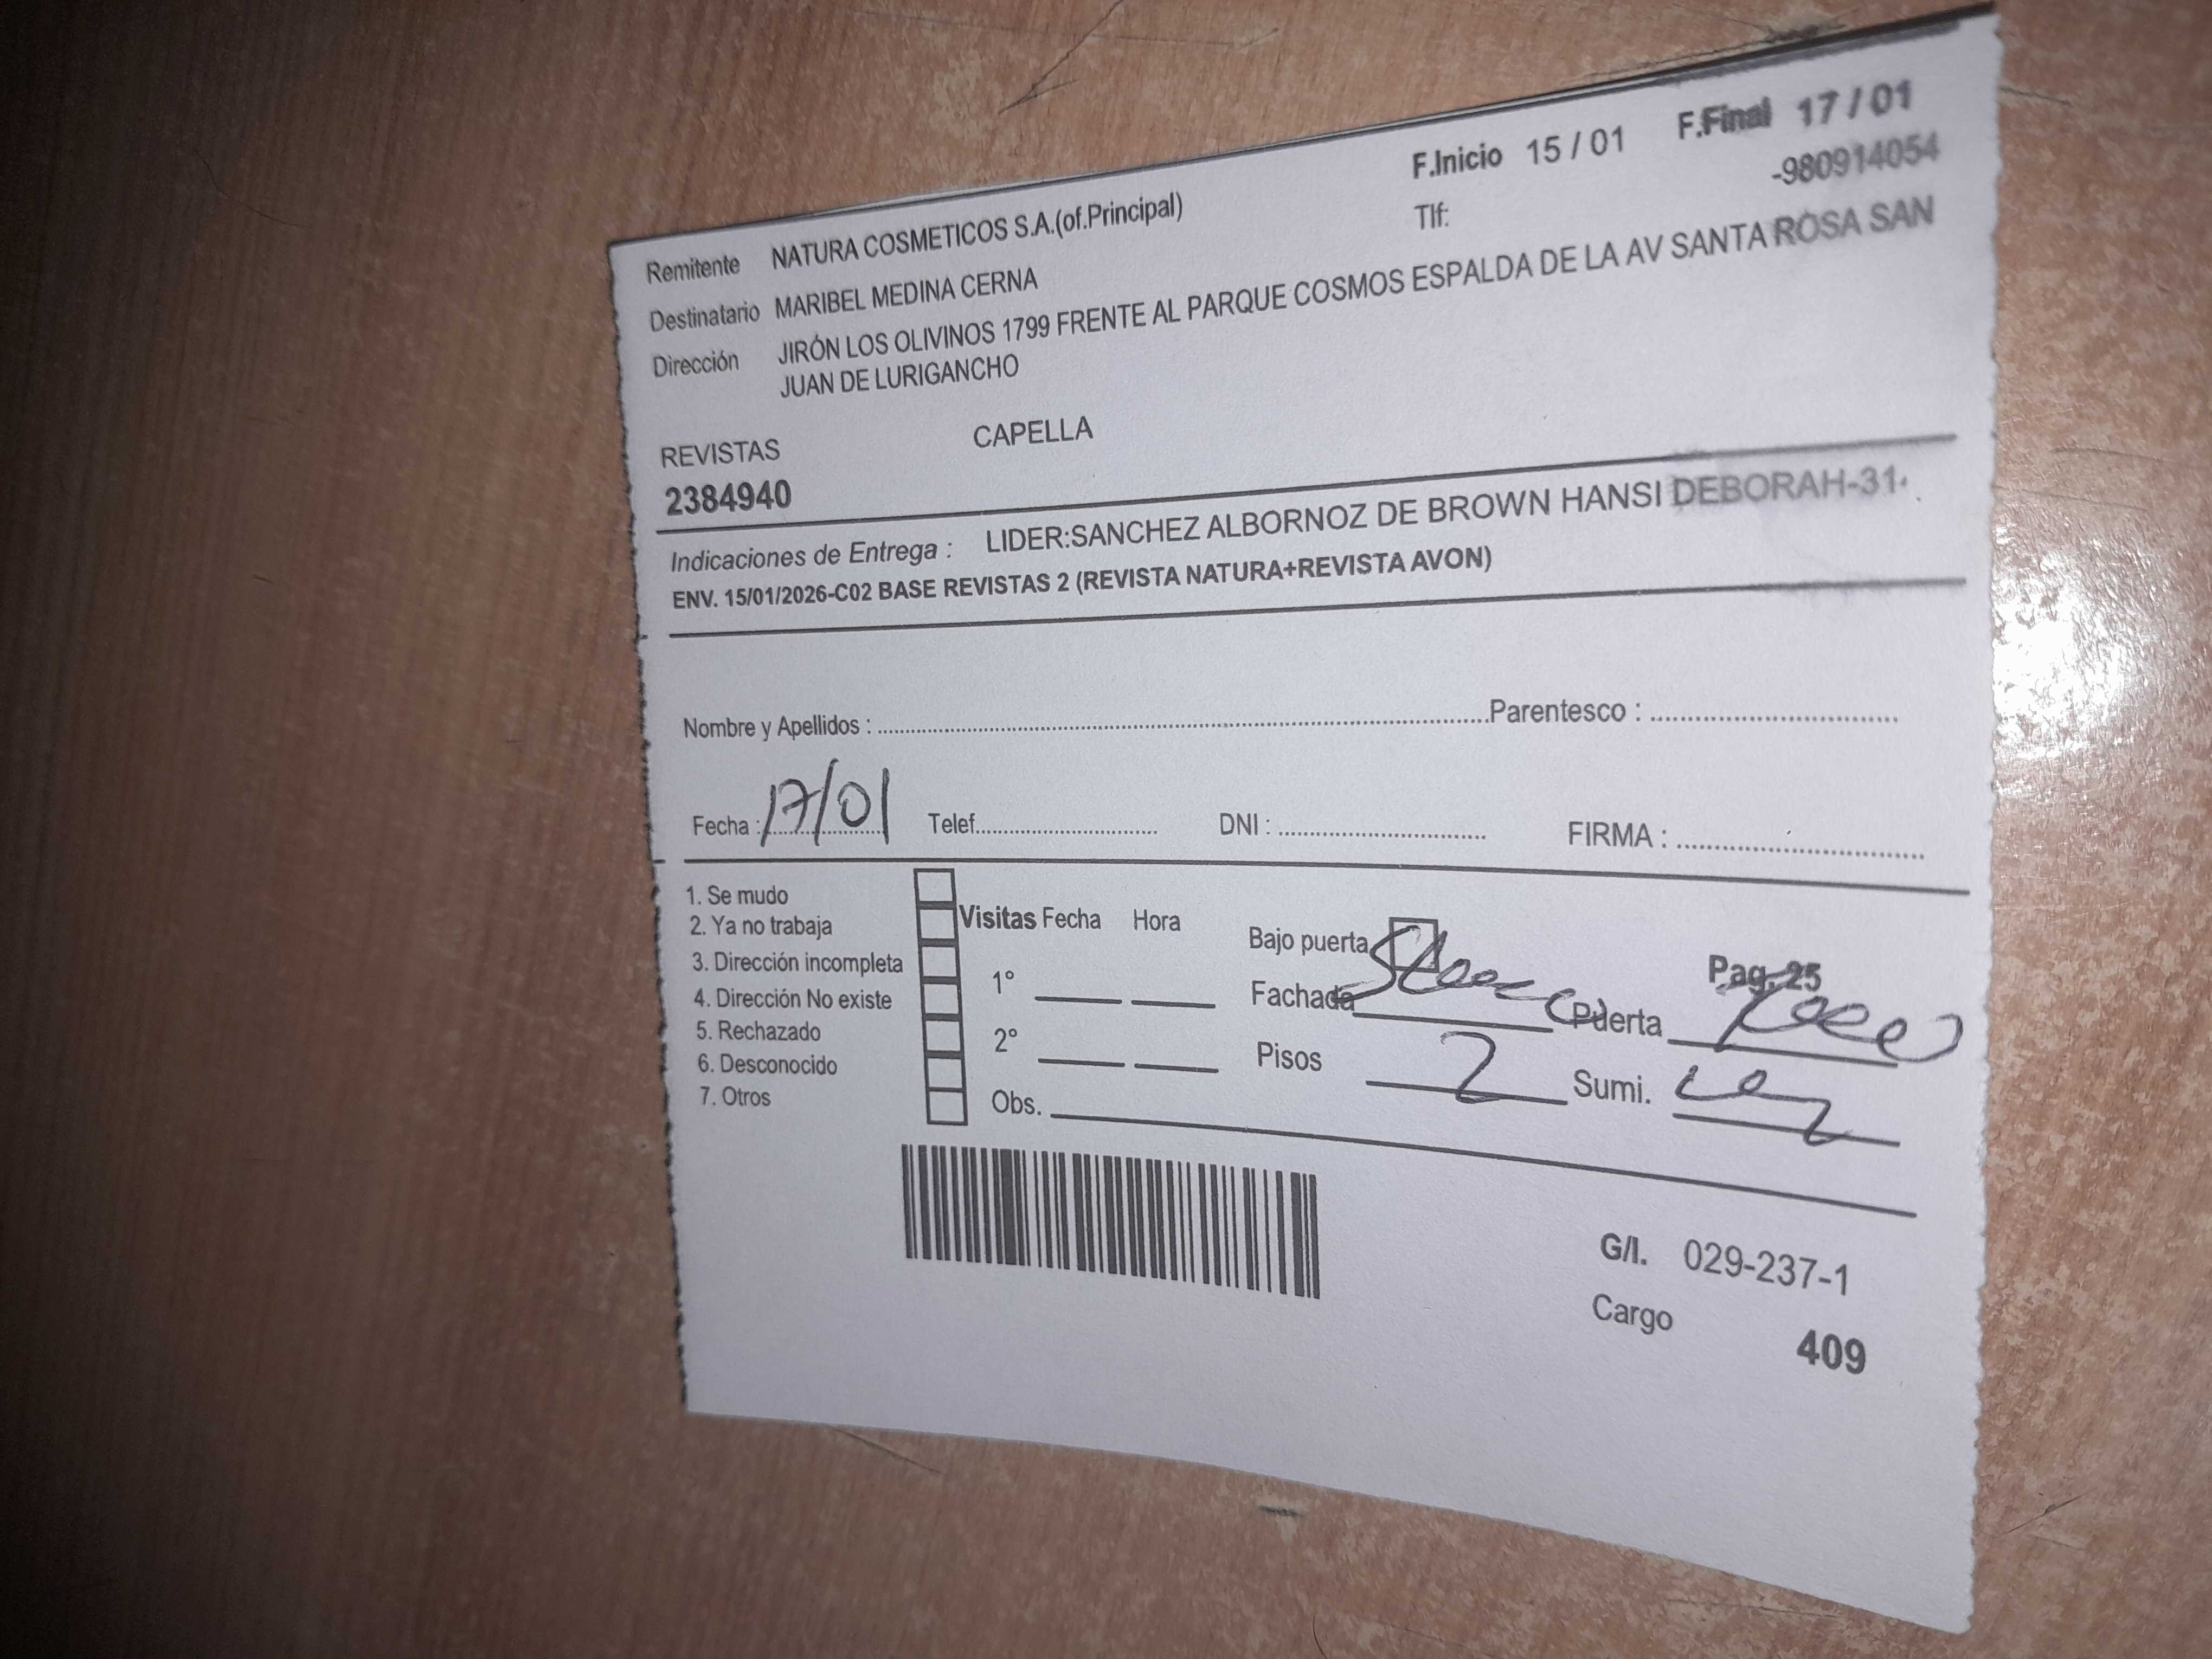 F.Inicio 15 / 01 F.Final 17 / 01
Remitente NATURA COSMETICOS S.A.(of.Principal) Tlf: -980914054
Destinatario MARIBEL MEDINA CERNA
Dirección JIRÓN LOS OLIVINOS 1799 FRENTE AL PARQUE COSMOS ESPALDA DE LA AV SANTA ROSA SAN
JUAN DE LURIGANCHO
REVISTAS CAPELLA
2384940
Indicaciones de Entrega : LIDER:SANCHEZ ALBORNOZ DE BROWN HANSI DEBORAH-31
ENV. 15/01/2026-C02 BASE REVISTAS 2 (REVISTA NATURA+REVISTA AVON)
Nombre y Apellidos : Parentesco :
Fecha : 17/01 Telef. DNI : FIRMA :
1. Se mudo
2. Ya no trabaja
3. Dirección incompleta
4. Dirección No existe
5. Rechazado
6. Desconocido
7. Otros
Visitas Fecha Hora
1°
2°
Obs.
Bajo puerta Pag. 25
Fachada Puerta
Pisos 2 Sumi.
G/I. 029-237-1
Cargo 409